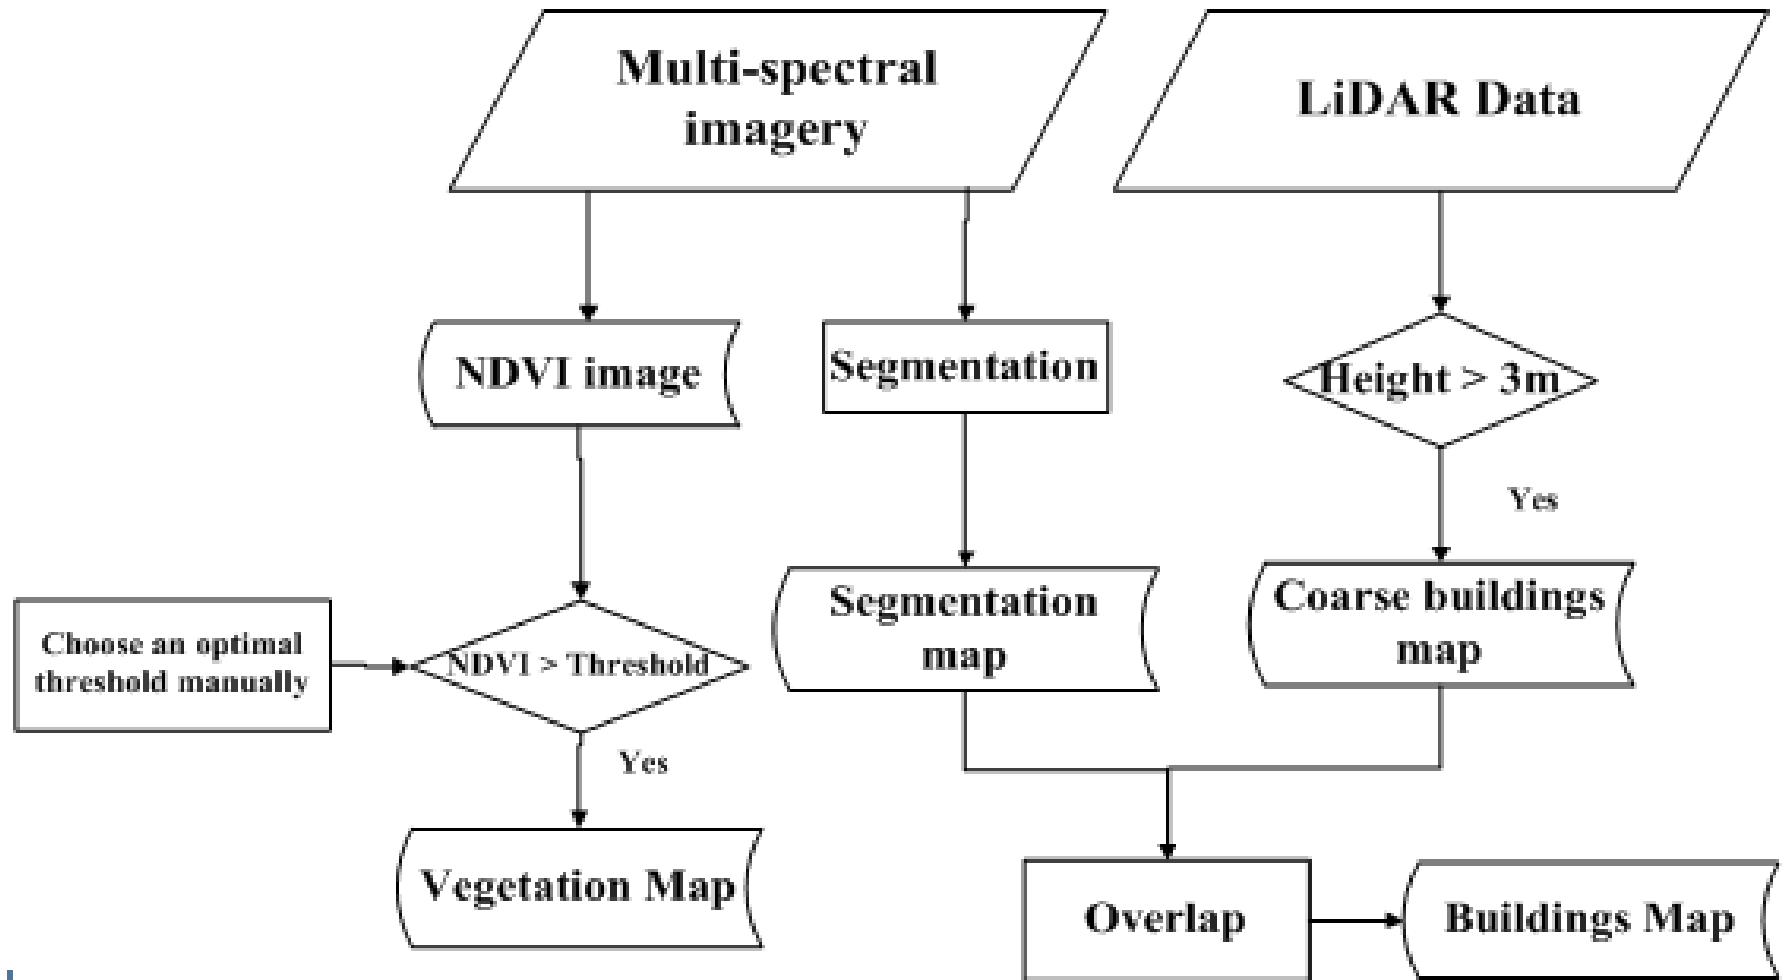 Multi-spectral
imagery
LiDAR Data
NDVI image
Segmentation
Height > 3m
Yes
Choose an optimal
threshold manually
NDVI > Threshold
Segmentation
map
Coarse buildings
map
Yes
Vegetation Map
Overlap
Buildings Map